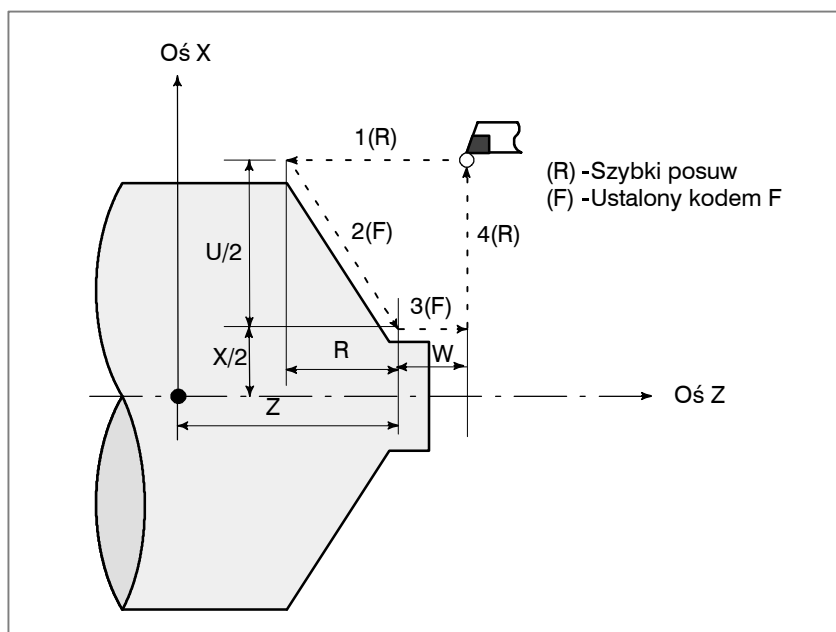 Oś X
1(R)
(R) -Szybki posuw
(F) -Ustalony kodem F
2(F)
4(R)
U/2
3(F)
X/2
R
W
Z
Oś Z